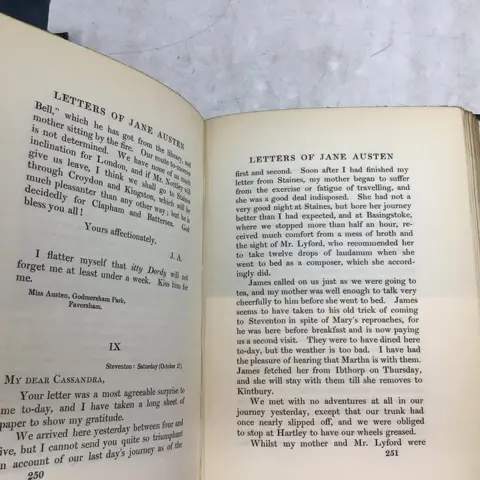 LETTERS OF JANE AUSTEN
Bell," which he has got from the library, and
mother sitting by the fire. Our route to-morrow
is not determined. We have none of us much
inclination for London, and if Mr. Nottley will
give us leave, I think we shall go to Staines
through Croydon and Kingston, which will be
much pleasanter than any other way; but he is
decidedly for Clapham and Battersea. God
bless you all!
Yours affectionately,
J. A.
I flatter myself that itty Dordy will not
forget me at least under a week. Kiss him for
me.
Miss Austen, Godmersham Park,
Faversham.
IX
Steventon: Saturday (October 27).
MY DEAR CASSANDRA,
Your letter was a most agreeable surprise to
me to-day, and I have taken a long sheet of
paper to show my gratitude.
We arrived here yesterday between four and
five, but I cannot send you quite so triumphant
an account of our last day's journey as of the
250
LETTERS OF JANE AUSTEN
first and second. Soon after I had finished my
letter from Staines, my mother began to suffer
from the exercise or fatigue of travelling, and
she was a good deal indisposed. She had not a
very good night at Staines, but bore her journey
better than I had expected, and at Basingstoke,
where we stopped more than half an hour, re-
ceived much comfort from a mess of broth and
the sight of Mr. Lyford, who recommended her
to take twelve drops of laudanum when she
went to bed as a composer, which she accord-
ingly did.
James called on us just as we were going to
tea, and my mother was well enough to talk very
cheerfully to him before she went to bed. James
seems to have taken to his old trick of coming
to Steventon in spite of Mary's reproaches, for
he was here before breakfast and is now paying
us a second visit. They were to have dined here
to-day, but the weather is too bad. I have had
the pleasure of hearing that Martha is with them.
James fetched her from Ibthorp on Thursday,
and she will stay with them till she removes to
Kintbury.
We met with no adventures at all in our
journey yesterday, except that our trunk had
once nearly slipped off, and we were obliged
to stop at Hartley to have our wheels greased.
Whilst my mother and Mr. Lyford were
251